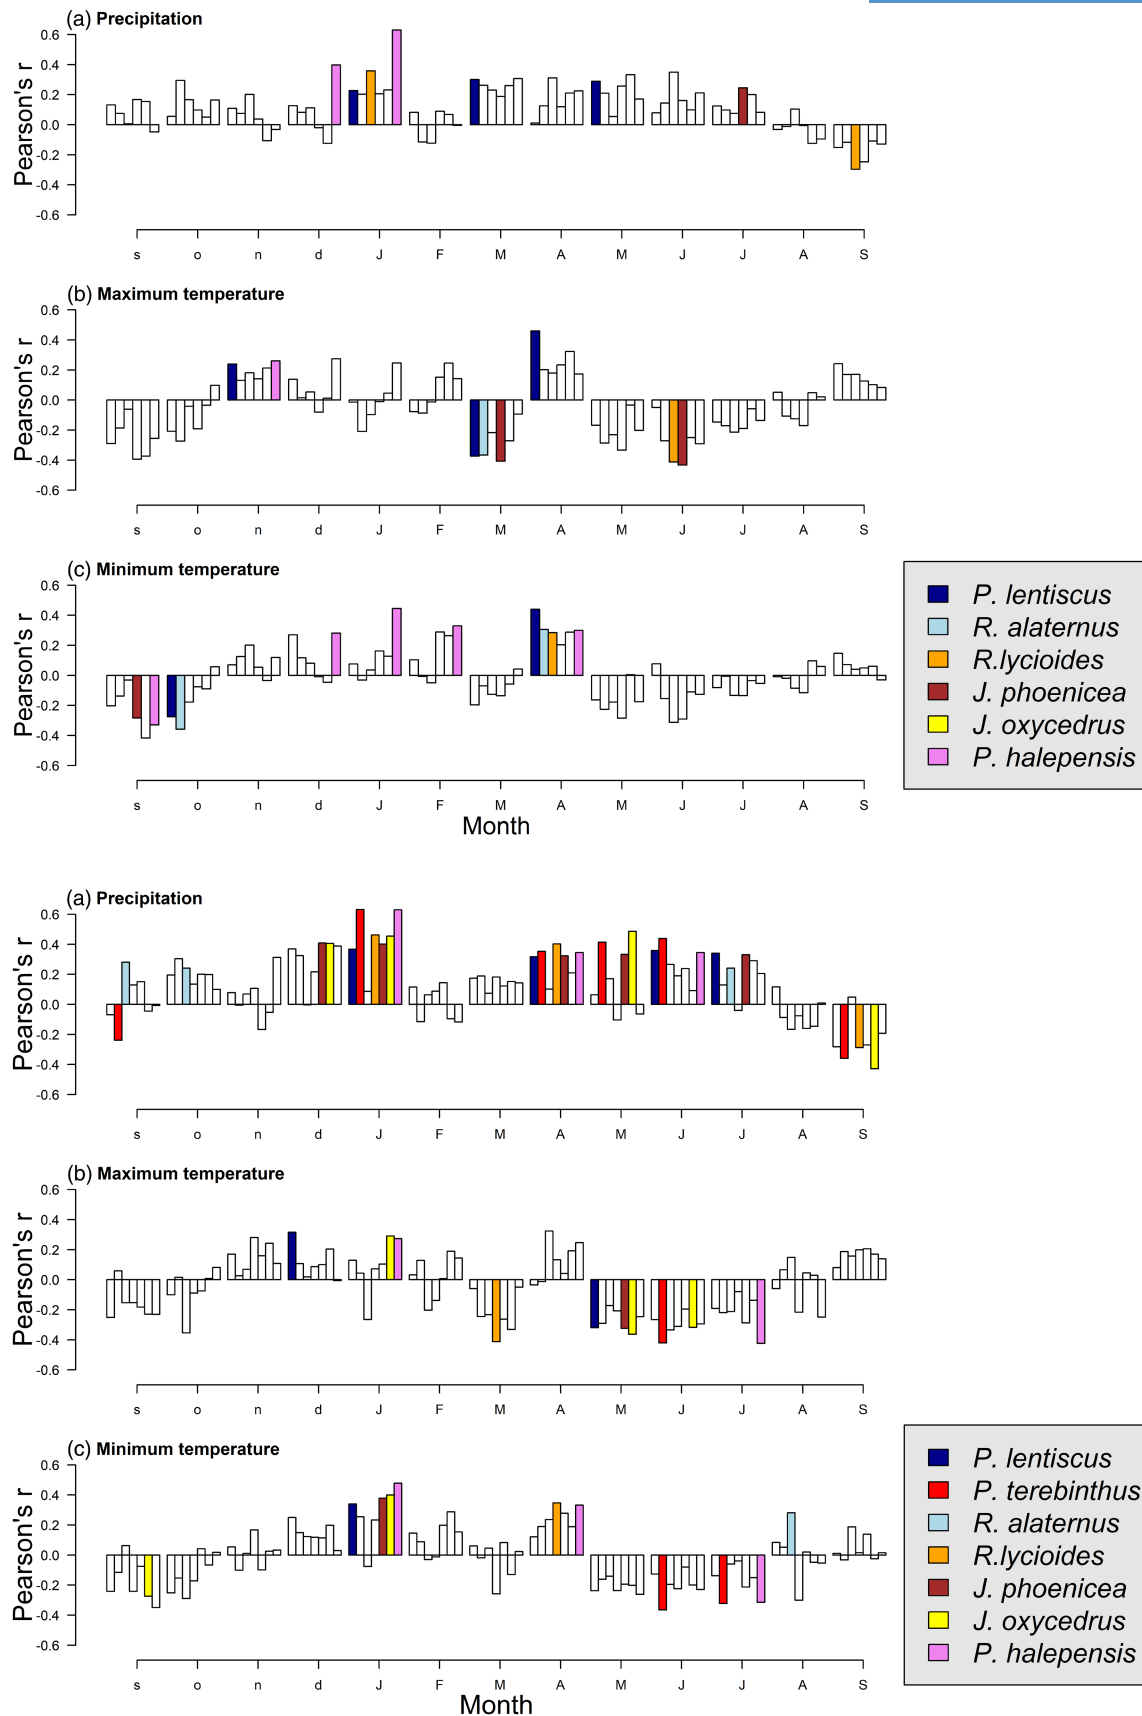 (a) Precipitation
Pearson's r
0.6
0.4
0.2
0.0
-0.2
-0.4
-0.6
s o n d J F M A M J J A S
(b) Maximum temperature
Pearson's r
0.6
0.4
0.2
0.0
-0.2
-0.4
-0.6
s o n d J F M A M J J A S
(c) Minimum temperature
Pearson's r
0.6
0.4
0.2
0.0
-0.2
-0.4
-0.6
s o n d J F M A M J J A S
Month
P. lentiscus
R. alaternus
R.lycioides
J. phoenicea
J. oxycedrus
P. halepensis
(a) Precipitation
Pearson's r
0.6
0.4
0.2
0.0
-0.2
-0.4
-0.6
s o n d J F M A M J J A S
(b) Maximum temperature
Pearson's r
0.6
0.4
0.2
0.0
-0.2
-0.4
-0.6
s o n d J F M A M J J A S
(c) Minimum temperature
Pearson's r
0.6
0.4
0.2
0.0
-0.2
-0.4
-0.6
s o n d J F M A M J J A S
Month
P. lentiscus
P. terebinthus
R. alaternus
R.lycioides
J. phoenicea
J. oxycedrus
P. halepensis